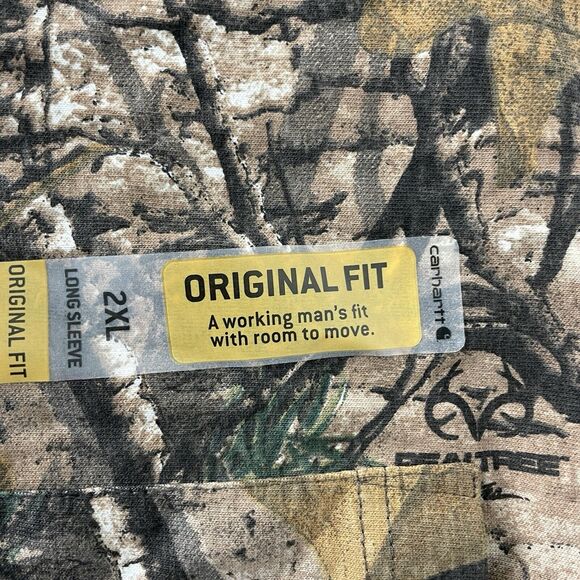 ORIGINAL FIT
LONG SLEEVE
2XL
ORIGINAL FIT
A working man's fit
with room to move.
carhartt
REALTREE